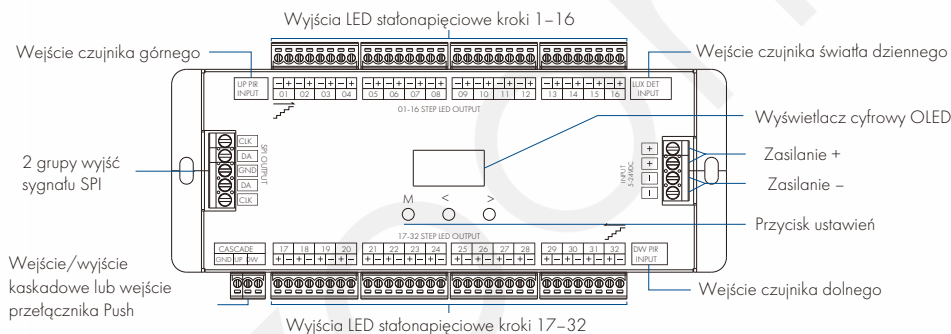 Wyjścia LED stałonapięciowe kroki 1–16
Wejście czujnika górnego
Wejście czujnika światła dziennego
UP PIR
INPUT
- + - + - + - +
01 02 03 04
- + - + - + - +
05 06 07 08
- + - + - + - +
09 10 11 12
- + - + - + - +
13 14 15 16
LUX DET
INPUT
01-16 STEP LED OUTPUT
Wyświetlacz cyfrowy OLED
2 grupy wyjść
sygnału SPI
CLK
DA
GND
DA
CLK
SPI OUTPUT
INPUT
5-24VDC
+
+
-
-
Zasilanie +
Zasilanie –
M < >
Przycisk ustawień
17-32 STEP LED OUTPUT
CASCADE
GND UP DW
17 18 19 20
+ - + - + - + -
21 22 23 24
+ - + - + - + -
25 26 27 28
+ - + - + - + -
29 30 31 32
+ - + - + - + -
DW PIR
INPUT
Wejście/wyjście
kaskadowe lub wejście
przełącznika Push
Wejście czujnika dolnego
Wyjścia LED stałonapięciowe kroki 17–32